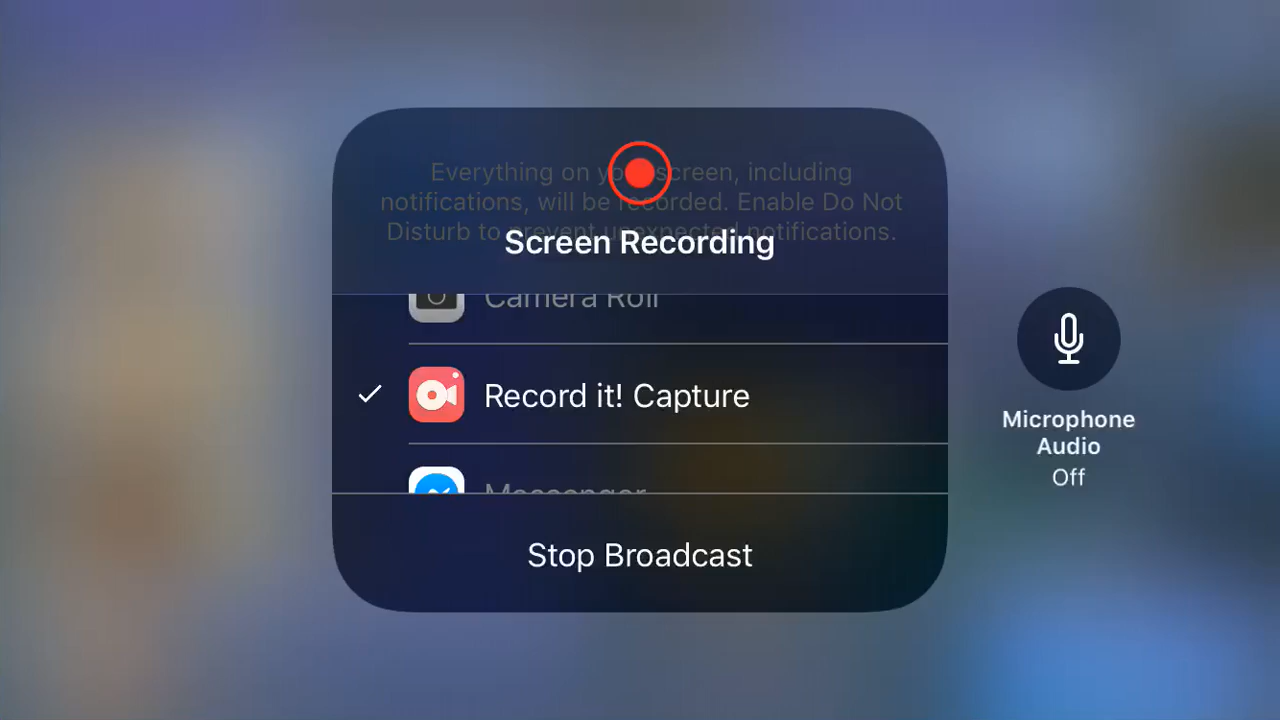 Everything on your screen, including
notifications, will be recorded. Enable Do Not
Disturb to prevent unexpected notifications.
Screen Recording
Camera Roll
Record it! Capture
Messenger
Stop Broadcast
Microphone
Audio
Off